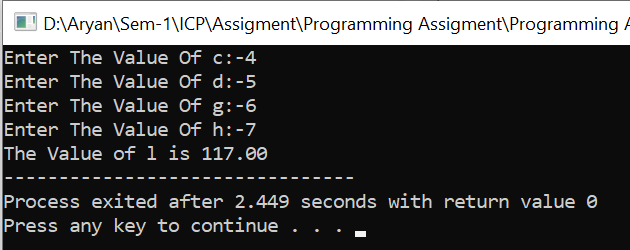 D:\Aryan\Sem-1\ICP\Assigment\Programming Assigment\Programming A
Enter The Value Of c:-4
Enter The Value Of d:-5
Enter The Value Of g:-6
Enter The Value Of h:-7
The Value of l is 117.00
--------------------------------
Process exited after 2.449 seconds with return value 0
Press any key to continue . . .